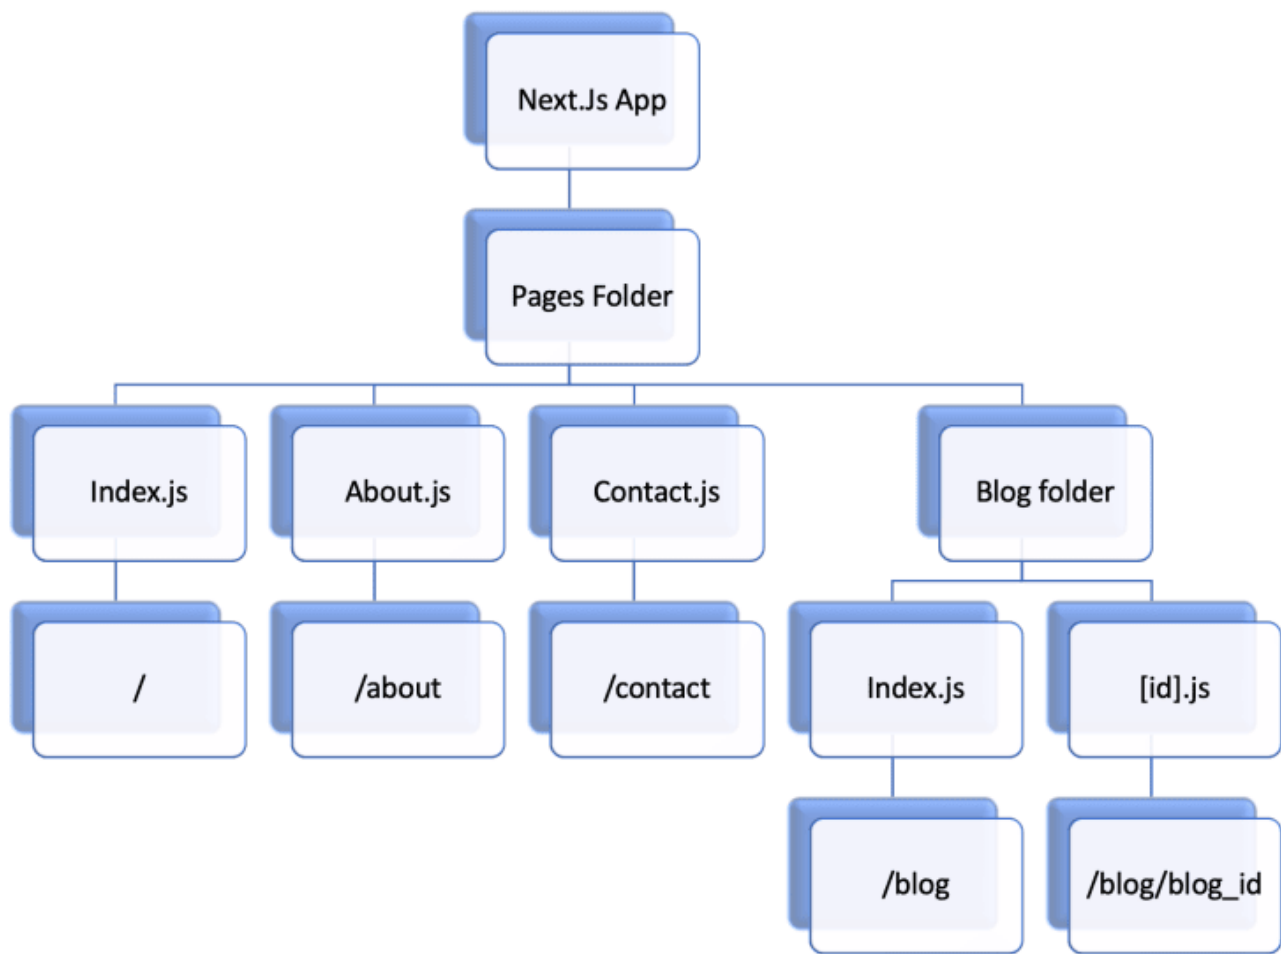 Next.Js App
Pages Folder
Index.js
About.js
Contact.js
Blog folder
/
/about
/contact
Index.js
[id].js
/blog
/blog/blog_id